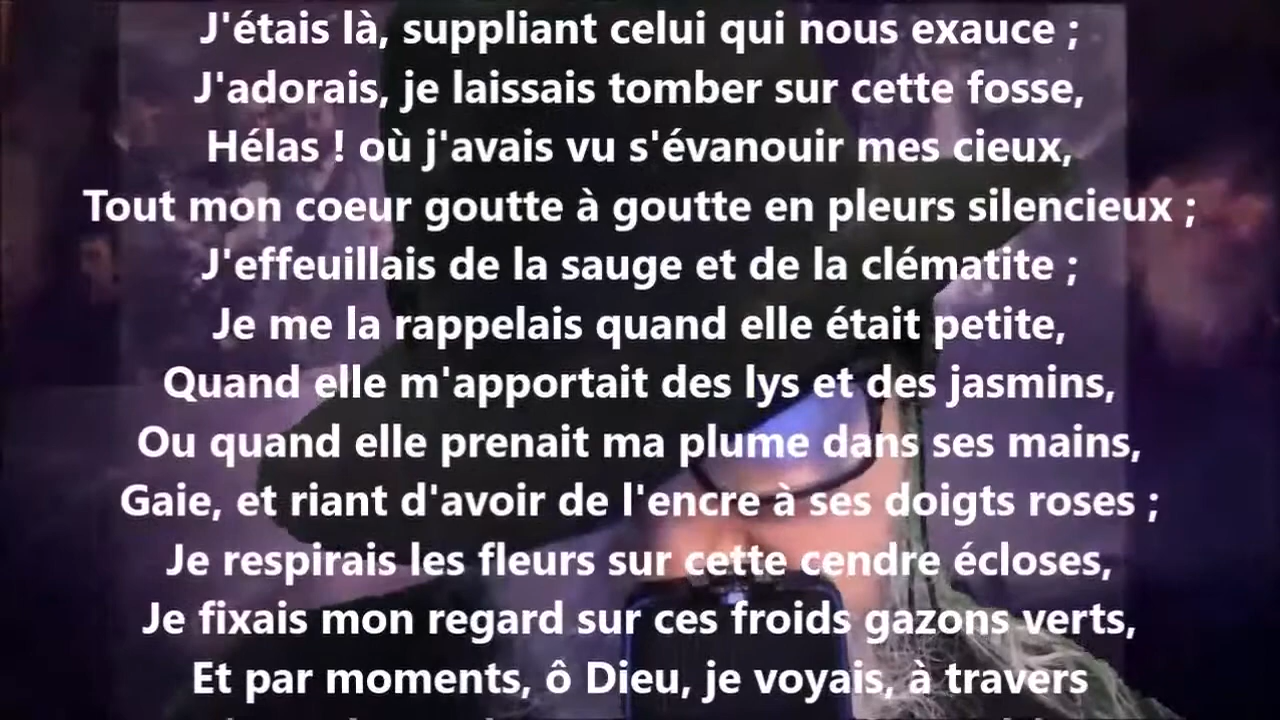 J'étais là, suppliant celui qui nous exauce ;
J'adorais, je laissais tomber sur cette fosse,
Hélas ! où j'avais vu s'évanouir mes cieux,
Tout mon coeur goutte à goutte en pleurs silencieux ;
J'effeuillais de la sauge et de la clématite ;
Je me la rappelais quand elle était petite,
Quand elle m'apportait des lys et des jasmins,
Ou quand elle prenait ma plume dans ses mains,
Gaie, et riant d'avoir de l'encre à ses doigts roses ;
Je respirais les fleurs sur cette cendre écloses,
Je fixais mon regard sur ces froids gazons verts,
Et par moments, ô Dieu, je voyais, à travers